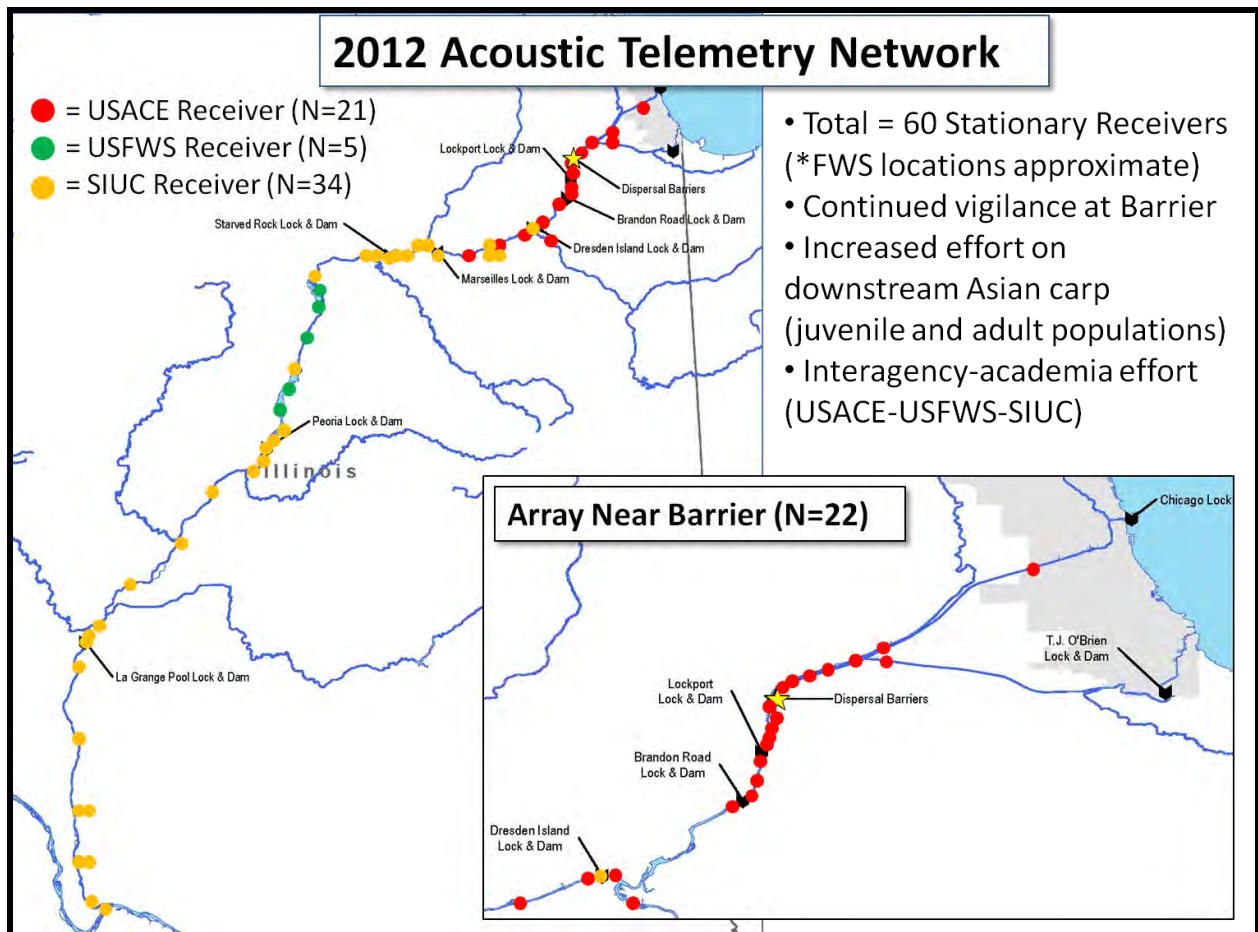 2012 Acoustic Telemetry Network
= USACE Receiver (N=21)
= USFWS Receiver (N=5)
= SIUC Receiver (N=34)
• Total = 60 Stationary Receivers
(*FWS locations approximate)
• Continued vigilance at Barrier
• Increased effort on
downstream Asian carp
(juvenile and adult populations)
• Interagency-academia effort
(USACE-USFWS-SIUC)
Lockport Lock & Dam
Dispersal Barriers
Brandon Road Lock & Dam
Starved Rock Lock & Dam
Dresden Island Lock & Dam
Marseilles Lock & Dam
Peoria Lock & Dam
Illinois
La Grange Pool Lock & Dam
Array Near Barrier (N=22)
Chicago Lock
T.J. O'Brien
Lock & Dam
Lockport
Lock & Dam
Dispersal Barriers
Brandon Road
Lock & Dam
Dresden Island
Lock & Dam